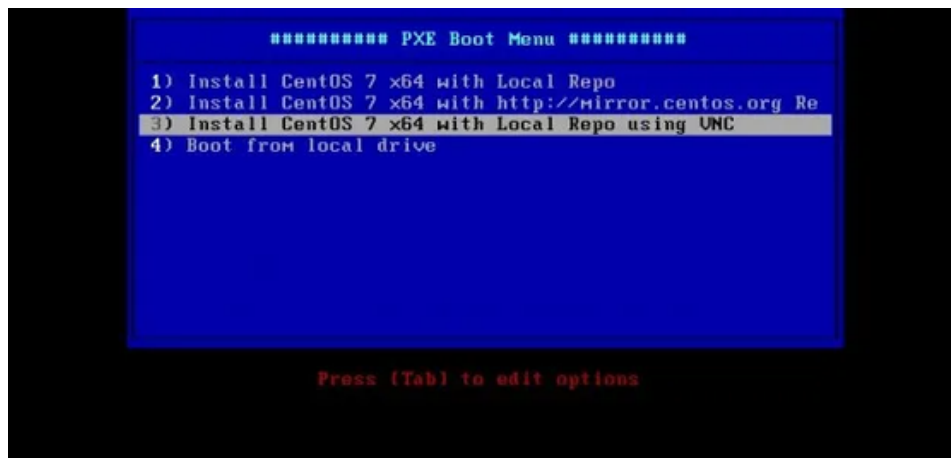 ########## PXE Boot Menu ##########
1) Install CentOS 7 x64 with Local Repo
2) Install CentOS 7 x64 with http://mirror.centos.org Re
3) Install CentOS 7 x64 with Local Repo using VNC
4) Boot from local drive
Press [Tab] to edit options